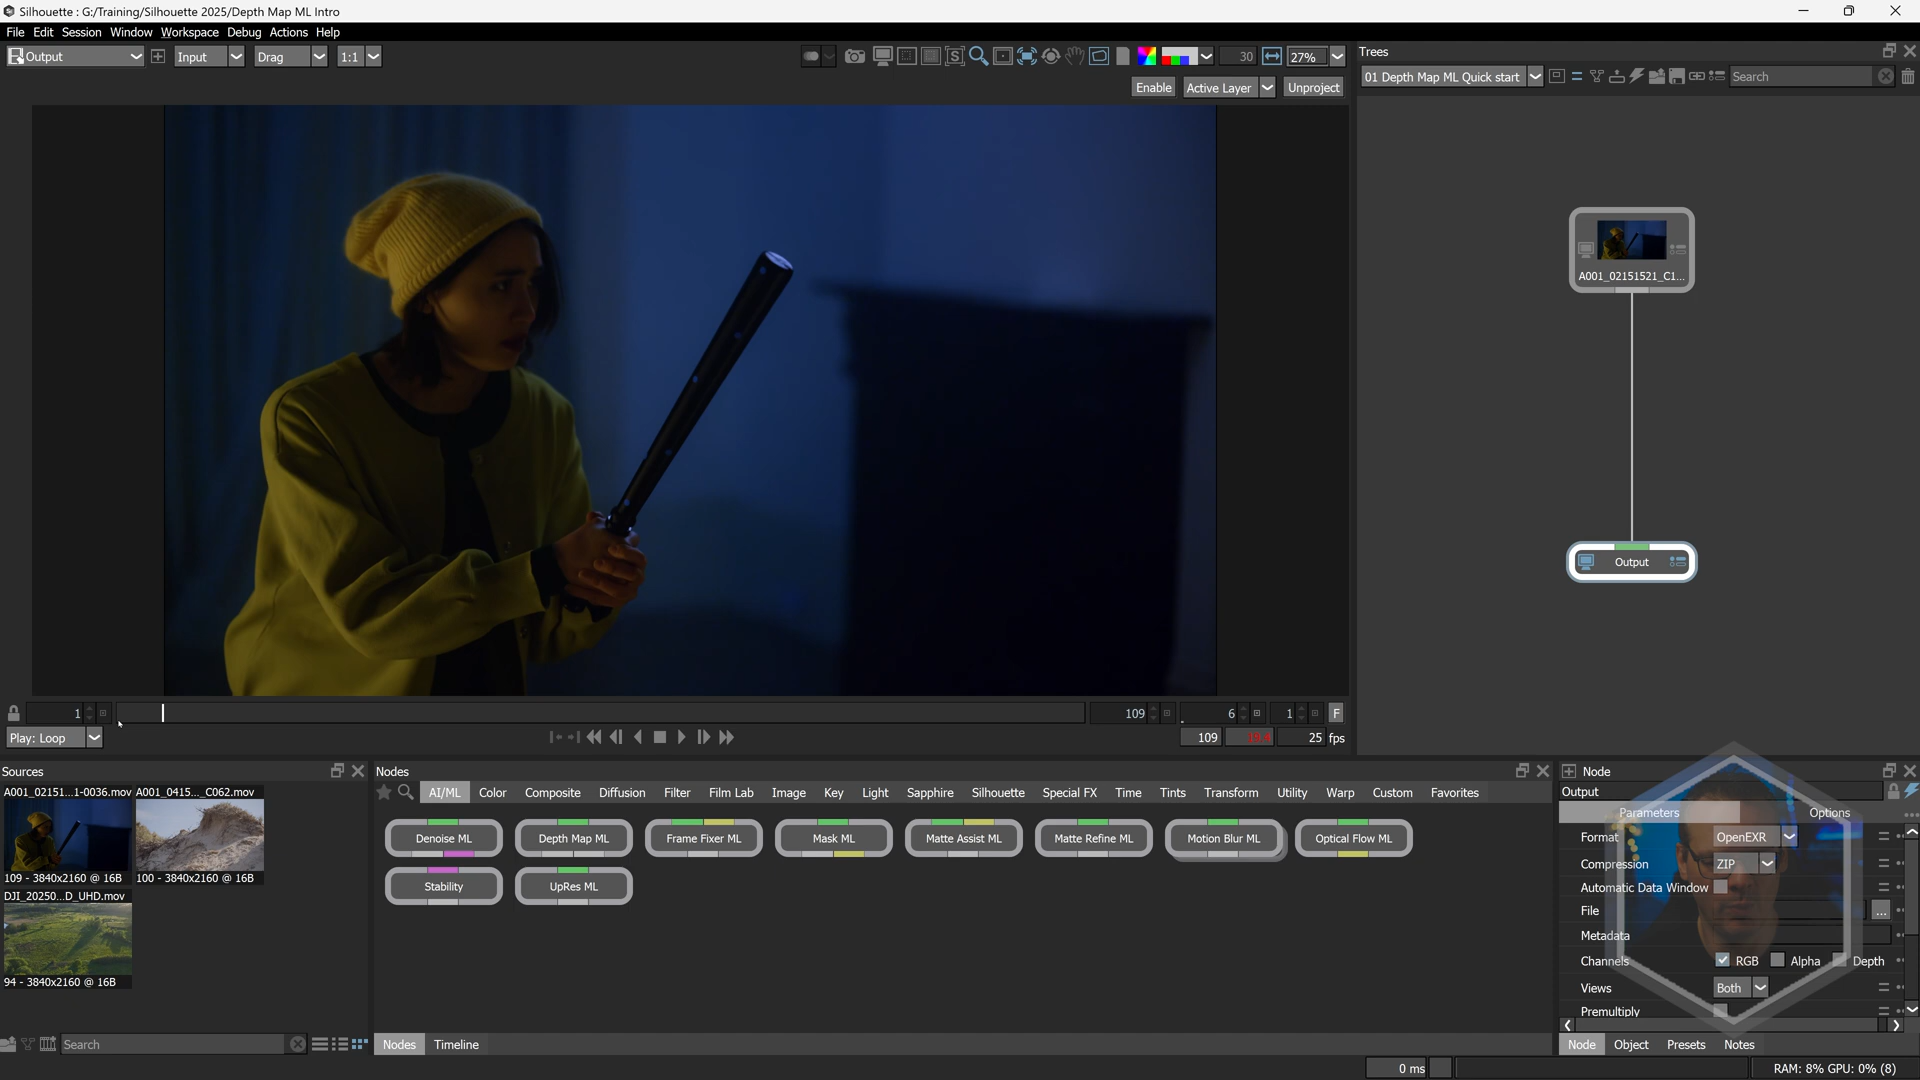 Silhouette : G:/Training/Silhouette 2025/Depth Map ML Intro
File Edit Session Window Workspace Debug Actions Help
Output Input Drag 1:1 30 27%
Enable Active Layer Unproject
Trees
01 Depth Map ML Quick start Search
A001_02151521_C1...
Output
1 109 6 1 F
Play: Loop 109 25 fps
Sources
A001_02151...1-0036.mov A001_0415..._C062.mov
109 - 3840x2160 @ 16B 100 - 3840x2160 @ 16B
DJI_20250...D_UHD.mov
94 - 3840x2160 @ 16B
Search
Nodes
AI/ML Color Composite Diffusion Filter Film Lab Image Key Light Sapphire Silhouette Special FX Time Tints Transform Utility Warp Custom Favorites
Denoise ML Depth Map ML Frame Fixer ML Mask ML Matte Assist ML Matte Refine ML Motion Blur ML Optical Flow ML
Stability UpRes ML
Nodes Timeline
Node
Output
Parameters Options
Format OpenEXR
Compression ZIP
Automatic Data Window
File ...
Metadata
Channels RGB Alpha Depth
Views Both
Premultiply
Node Object Presets Notes
0 ms RAM: 8% GPU: 0% (8)